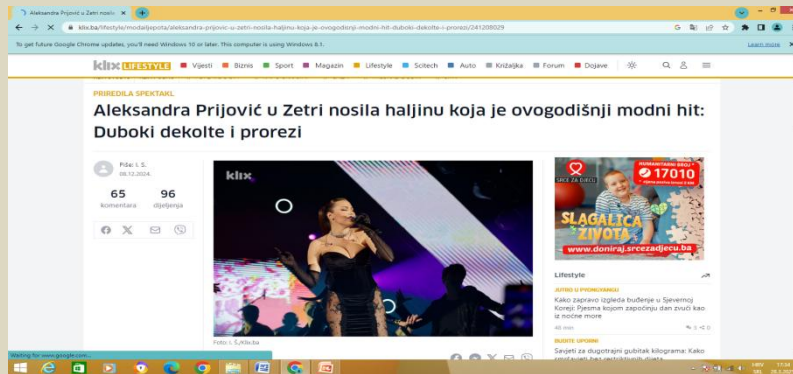 Aleksandra Prijović u Zetri nosila
klix.ba/lifestyle/modailjepota/aleksandra-prijovic-u-zetri-nosila-haljinu-koja-je-ovogodisnji-modni-hit-duboki-dekolte-i-prorezi/241208029
To get future Google Chrome updates, you'll need Windows 10 or later. This computer is using Windows 8.1.
Learn more
klix LIFESTYLE Vijesti Biznis Sport Magazin Lifestyle Scitech Auto Križaljka Forum Dojave
PRIREDILA SPEKTAKL
Aleksandra Prijović u Zetri nosila haljinu koja je ovogodišnji modni hit:
Duboki dekolte i prorezi
Piše: I. Š.
08.12.2024.
65 96
komentara dijeljenja
klix
Foto: I. Š./Klix.ba
SRCE ZA DJECU
HUMANITARNI BROJ
17010
SLAGALICA
ŽIVOTA
www.doniraj.srcezadjecu.ba
Lifestyle
JUTRO U PYONGYANGU
Kako zapravo izgleda buđenje u Sjevernoj
Koreji: Pjesma kojom započinju dan zvuči kao
iz noćne more
48 min
BUDITE UPORNI
Savjeti za dugotrajni gubitak kilograma: Kako
Waiting for www.google.com...
17:34